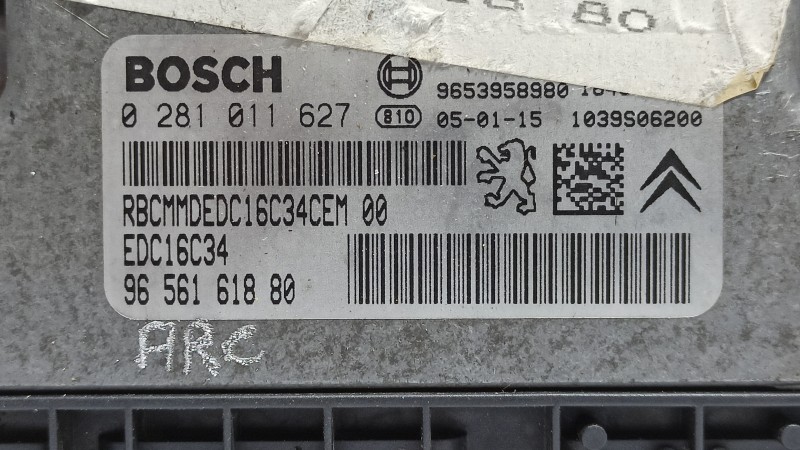 80
BOSCH
9653958980
0 281 011 627 810 05-01-15 1039S06200
RBCMMDEDC16C34CEM 00
EDC16C34
96 561 618 80
ARC